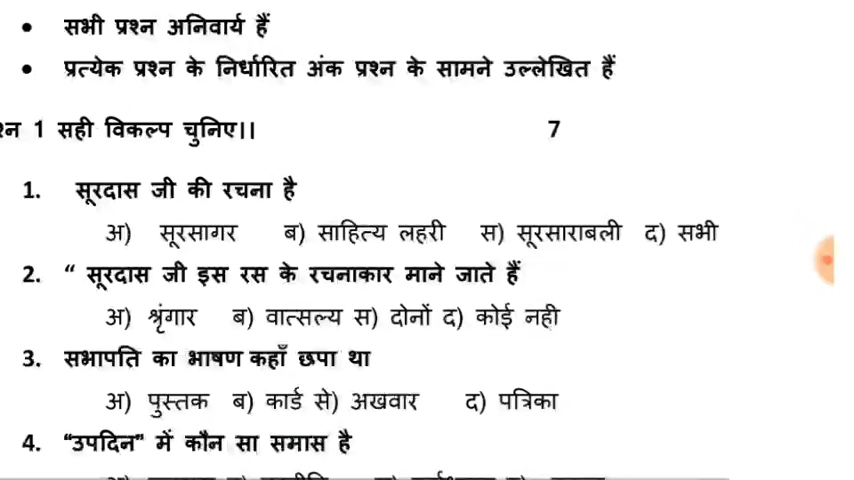 • सभी प्रश्न अनिवार्य हैं
• प्रत्येक प्रश्न के निर्धारित अंक प्रश्न के सामने उल्लेखित हैं
1 सही विकल्प चुनिए।। 7
1. सूरदास जी की रचना है
अ) सूरसागर ब) साहित्य लहरी स) सूरसाराबली द) सभी
2. “ सूरदास जी इस रस के रचनाकार माने जाते हैं
अ) श्रृंगार ब) वात्सल्य स) दोनों द) कोई नही
3. सभापति का भाषण कहाँ छपा था
अ) पुस्तक ब) कार्ड से) अखवार द) पत्रिका
4. “उपदिन” में कौन सा समास है